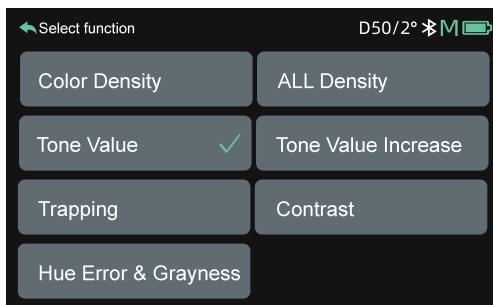 Select function
D50/2° M
Color Density
ALL Density
Tone Value
Tone Value Increase
Trapping
Contrast
Hue Error & Grayness